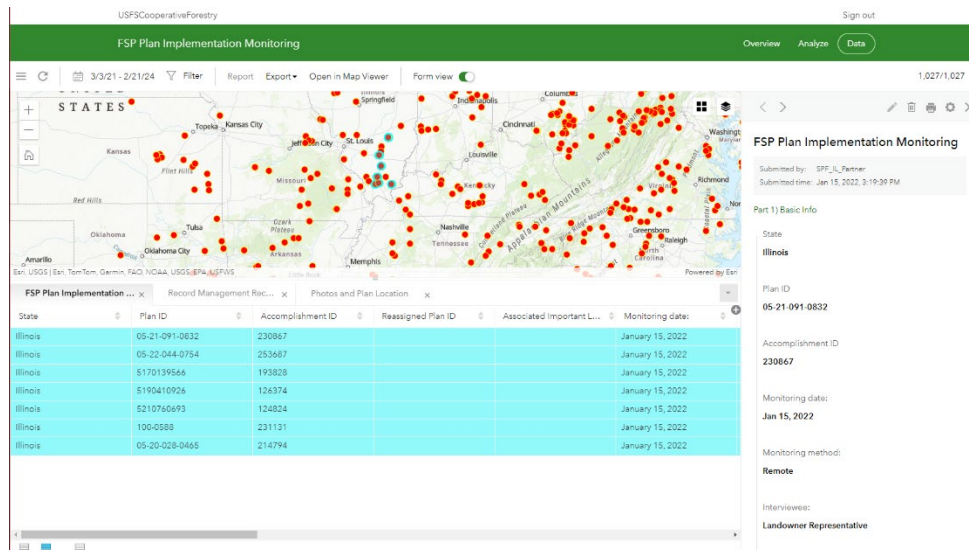 USFSCooperativeForestry
Sign out
FSP Plan Implementation Monitoring
Overview Analyze Data
3/3/21 - 2/21/24 Filter Report Export Open in Map Viewer Form view
1,027/1,027
STATES
Springfield
Indianapolis
Columbus
Topeka
Kansas City
Cincinnati
Washingt
Jefferson City
St. Louis
Kansas
Louisville
Flint Hills
Missouri
Kentucky
Virginia
Richmond
Red Hills
Appalachian Mountains
Ozark
Plateau
Tulsa
Nashville
Greensboro
Oklahoma
Tennessee
Raleigh
Oklahoma City
Arkansas
North
Carolina
Amarillo
Memphis
Esri, USGS | Esri, TomTom, Garmin, FAO, NOAA, USGS, EPA, USFWS
Powered by Esri
FSP Plan Implementation ... x
Record Management Rec... x
Photos and Plan Location x
State Plan ID Accomplishment ID Reassigned Plan ID Associated Important L... Monitoring date:
Illinois 05-21-091-0832 230867 January 15, 2022
Illinois 05-22-044-0754 253687 January 15, 2022
Illinois 5170139566 193828 January 15, 2022
Illinois 5190410926 126374 January 15, 2022
Illinois 5210760693 124824 January 15, 2022
Illinois 100-0588 231131 January 15, 2022
Illinois 05-20-028-0465 214794 January 15, 2022
FSP Plan Implementation Monitoring
Submitted by: SPF_IL_Partner
Submitted time: Jan 15, 2022, 3:19:39 PM
Part 1) Basic Info
State
Illinois
Plan ID
05-21-091-0832
Accomplishment ID
230867
Monitoring date:
Jan 15, 2022
Monitoring method:
Remote
Interviewee:
Landowner Representative